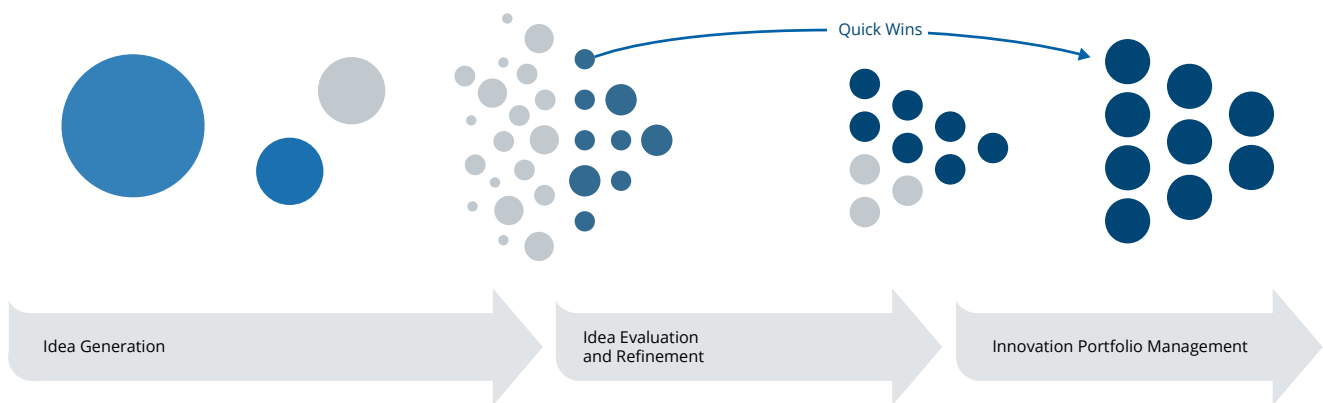 Quick Wins
Idea Generation
Idea Evaluation
and Refinement
Innovation Portfolio Management